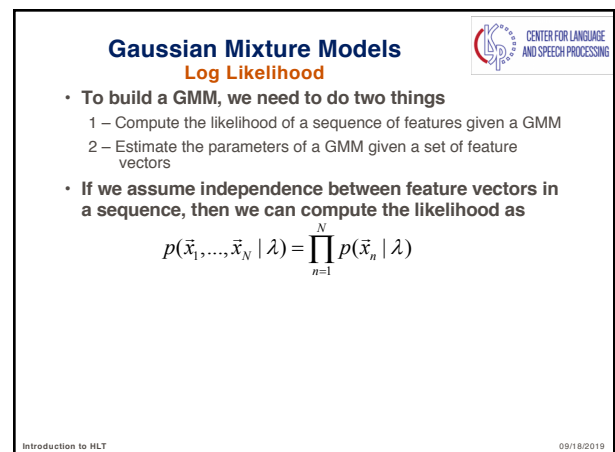 Gaussian Mixture Models
Log Likelihood
CENTER FOR LANGUAGE
AND SPEECH PROCESSING
• To build a GMM, we need to do two things
1 – Compute the likelihood of a sequence of features given a GMM
2 – Estimate the parameters of a GMM given a set of feature
vectors
• If we assume independence between feature vectors in
a sequence, then we can compute the likelihood as
p(x⃗₁,...,x⃗_N | λ) = ∏_{n=1}^{N} p(x⃗_n | λ)
Introduction to HLT
09/18/2019